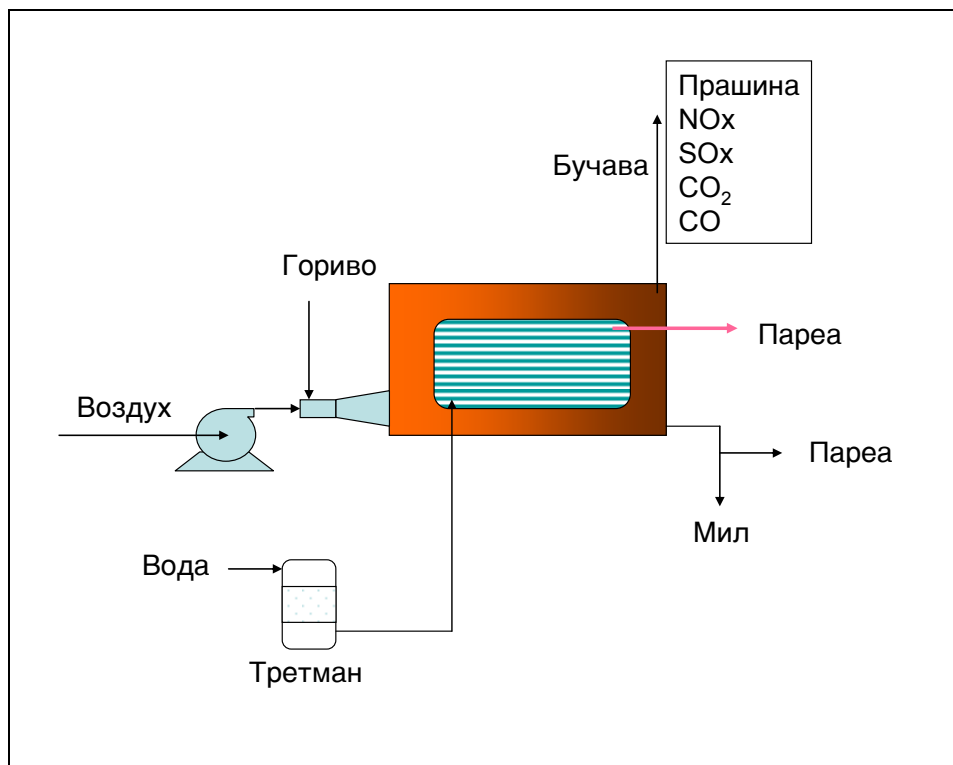 Прашина
NOx
SOx
CO₂
CO
Бучава
Гориво
Пареа
Воздух
Пареа
Мил
Вода
Третман